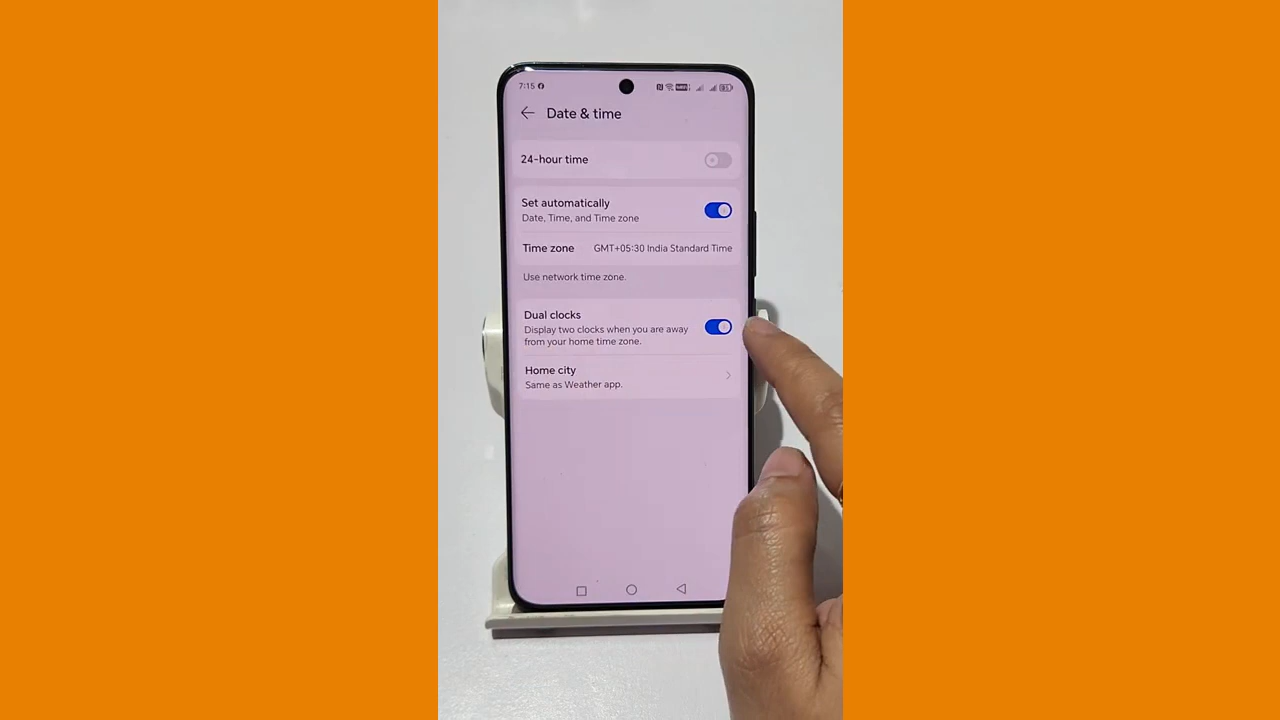 7:15
Date & time
24-hour time
Set automatically
Date, Time, and Time zone
Time zone GMT+05:30 India Standard Time
Use network time zone.
Dual clocks
Display two clocks when you are away
from your home time zone.
Home city
Same as Weather app.